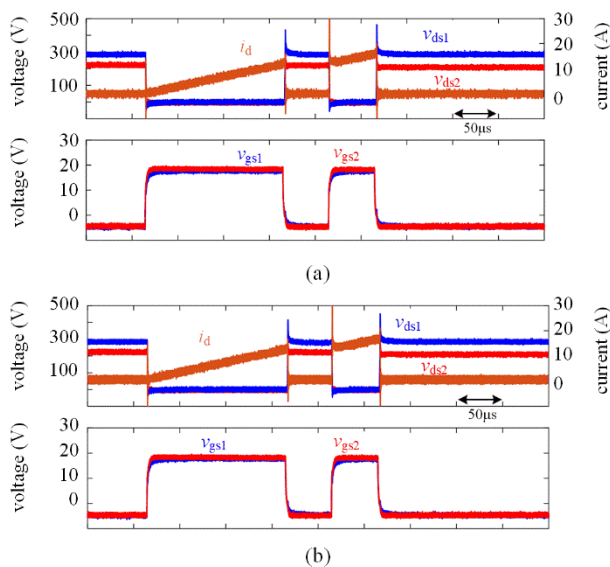 500 30
voltage (V) 300 20 current (A)
i_d v_ds1
100 10
v_ds2 0
50μs
30
voltage (V) 20 v_gs1 v_gs2
10
0
(a)
500 30
voltage (V) 300 20 current (A)
i_d v_ds1
100 10
v_ds2 0
50μs
30
voltage (V) 20 v_gs1 v_gs2
10
0
(b)